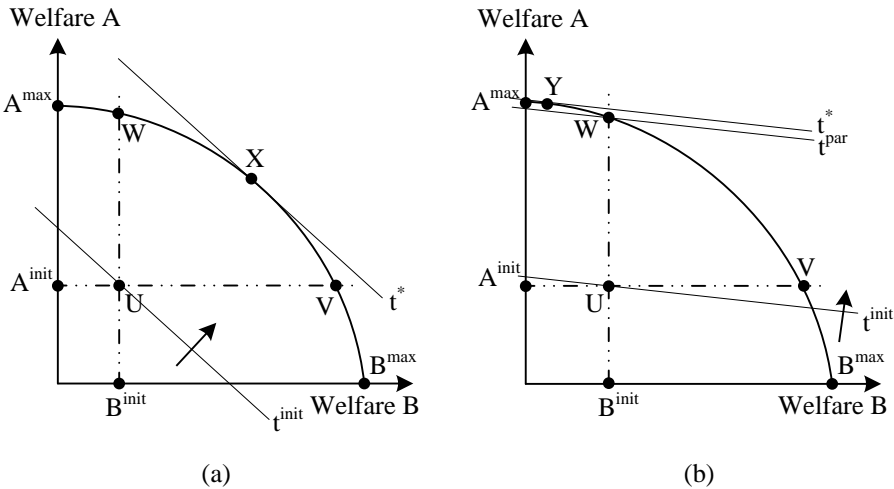 Welfare A
A^max
W
X
A^init
U
V
t^*
B^max
B^init
Welfare B
t^init
(a)
Welfare A
A^max
Y
W
t^*
t^par
A^init
U
V
t^init
B^max
B^init
Welfare B
(b)